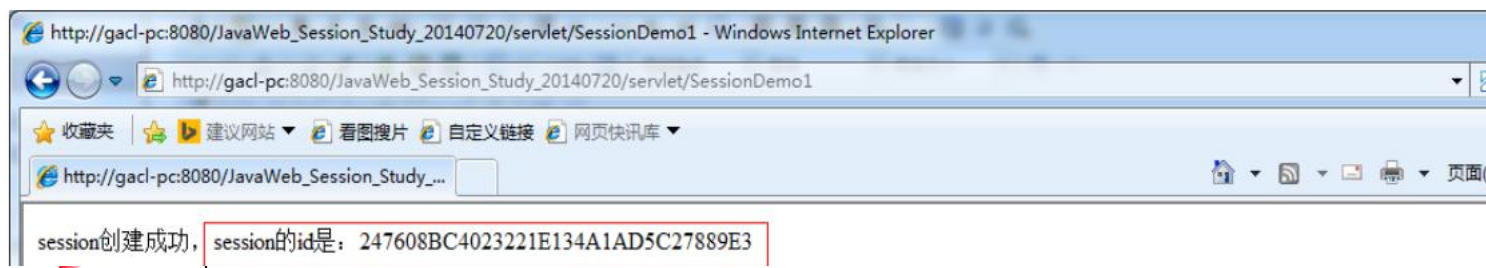 http://gacl-pc:8080/JavaWeb_Session_Study_20140720/servlet/SessionDemo1 - Windows Internet Explorer
http://gacl-pc:8080/JavaWeb_Session_Study_20140720/servlet/SessionDemo1
收藏夹 建议网站 看图搜片 自定义链接 网页快讯库
http://gacl-pc:8080/JavaWeb_Session_Study_... 页面(
session创建成功，session的id是：247608BC4023221E134A1AD5C27889E3